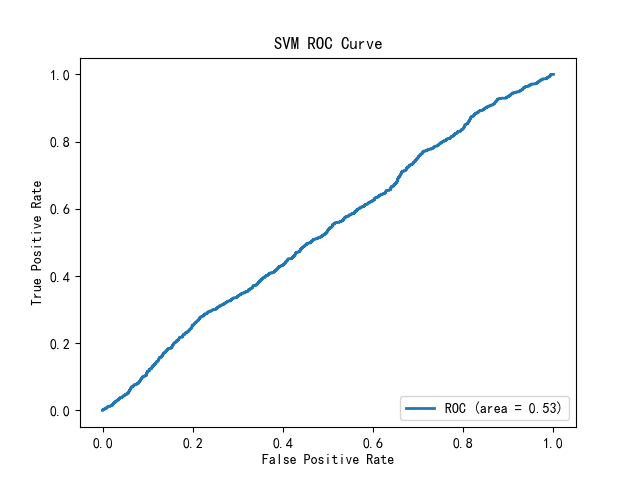 SVM ROC Curve
True Positive Rate
1.0
0.8
0.6
0.4
0.2
0.0
0.0 0.2 0.4 0.6 0.8 1.0
False Positive Rate
ROC (area = 0.53)